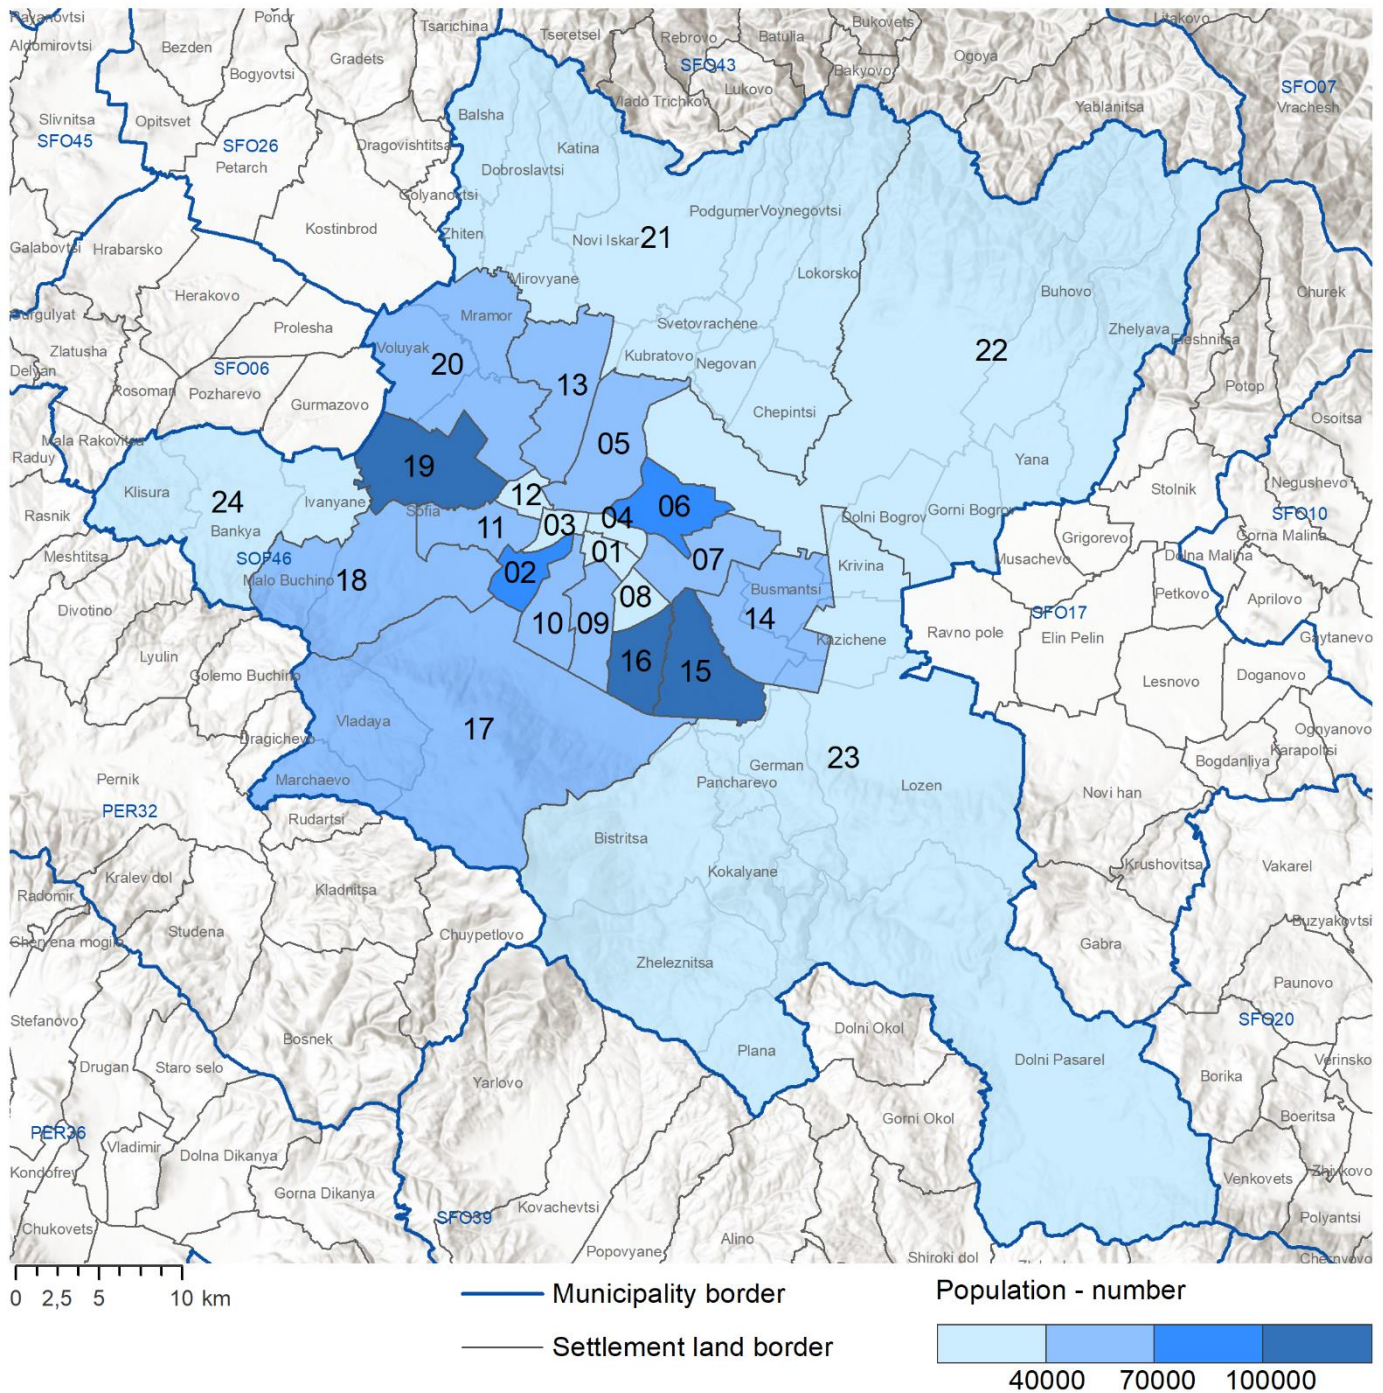 Tsarichina
Ponor
Bukovets
Tseretsel
Rebrovo
Batulia
Aldomirovtsi
Bezden
Gradets
Ogoya
SFO43
Bogyovtsi
Bakyovo
SFO07
Lukovo
Vlado Trichkov
Yablanitsa
Vrachesh
Balsha
Slivnitsa
Opitsvet
SFO45
SFO26
Dragovishtitsa
Katina
Petarch
Dobroslavtsi
Golyanovtsi
Podgumer
Voynegovtsi
Kostinbrod
Zhiten
Novi Iskar
21
Galabovtsi
Hrabarsko
Lokorsko
Mirovyane
Buhovo
Churek
Herakovo
Mramor
Svetovrachene
Zhelyava
Prolesha
Eleshnitsa
Voluyak
22
Zlatusha
Kubratovo
Negovan
20
Delyan
SFO06
13
Potop
Rosoman
Pozharevo
Gurmazovo
Chepintsi
Osoitsa
Mala Rakovitsa
05
Raduy
Yana
19
Stolnik
Negushevo
Klisura
24
Ivanyane
12
06
Rasnik
Sofia
04
Dolni Bogrov
Gorni Bogrov
SFO10
Bankya
11
03
Grigorevo
Gorna Malina
Meshtitsa
SOF46
01
07
Musachevo
Dolna Malina
Malo Buchino
18
02
Krivina
Busmantsi
Petkovo
Divotino
08
Aprilovo
SFO17
10
09
14
Ravno pole
Elin Pelin
Kazichene
Gaytanevo
Lyulin
16
15
Golemo Buchino
Lesnovo
Doganovo
Vladaya
17
Ognyanovo
Dragichevo
Karapoltsi
German
23
Bogdanliya
Marchaevo
Pancharevo
Lozen
Pernik
Novi han
PER32
Rudartsi
Bistritsa
Krushovitsa
Vakarel
Kralev dol
Kokalyane
Radomir
Kladnitsa
Studena
Chuypetlovo
Buzyakovtsi
Gabra
Zheleznitsa
Paunovo
Stefanovo
SFO20
Dolni Okol
Bosnek
Plana
Dolni Pasarel
Verinsko
Drugan
Staro selo
Yarlovo
Borika
Boeritsa
Gorni Okol
PER36
Vladimir
Dolna Dikanya
Kondofrey
Zhivkovo
Venkovets
Gorna Dikanya
Kovachevtsi
SFO39
Polyantsi
Chukovets
Alino
Popovyane
Shiroki dol
Chernyovo
0 2,5 5 10 km
Municipality border
Settlement land border
Population - number
40000 70000 100000